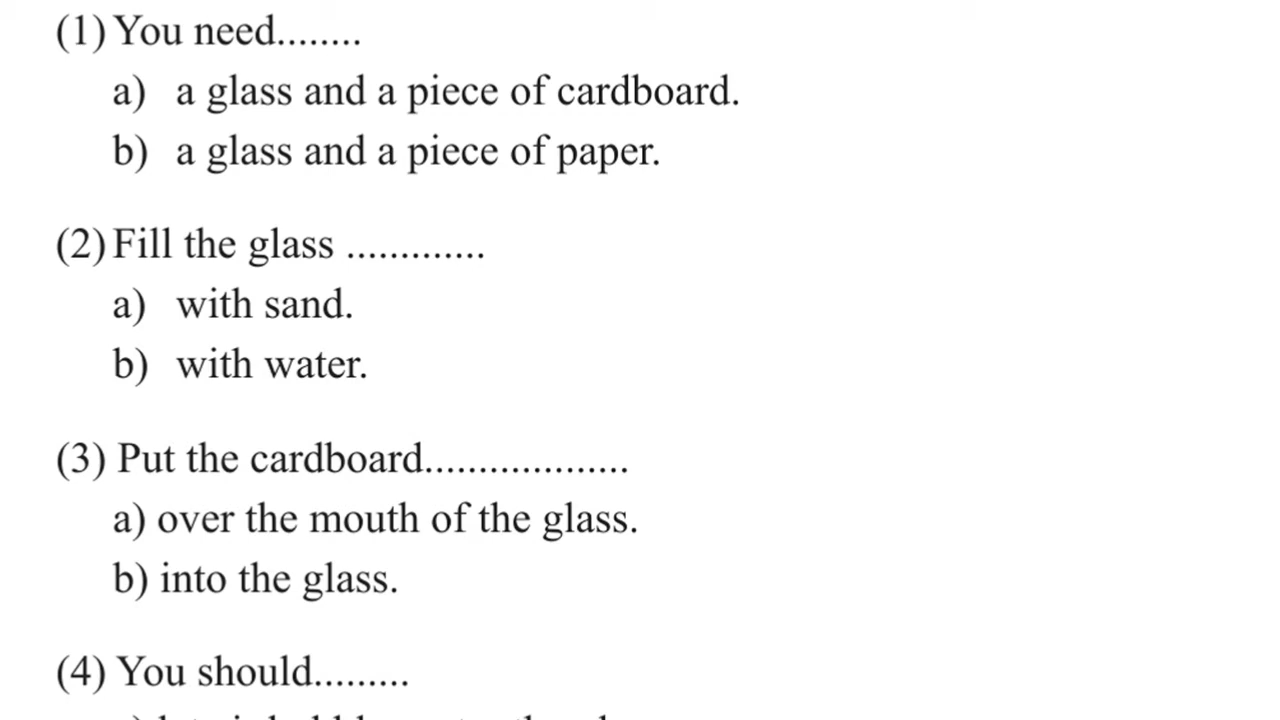 (1) You need........
a) a glass and a piece of cardboard.
b) a glass and a piece of paper.
(2) Fill the glass .............
a) with sand.
b) with water.
(3) Put the cardboard...................
a) over the mouth of the glass.
b) into the glass.
(4) You should.........